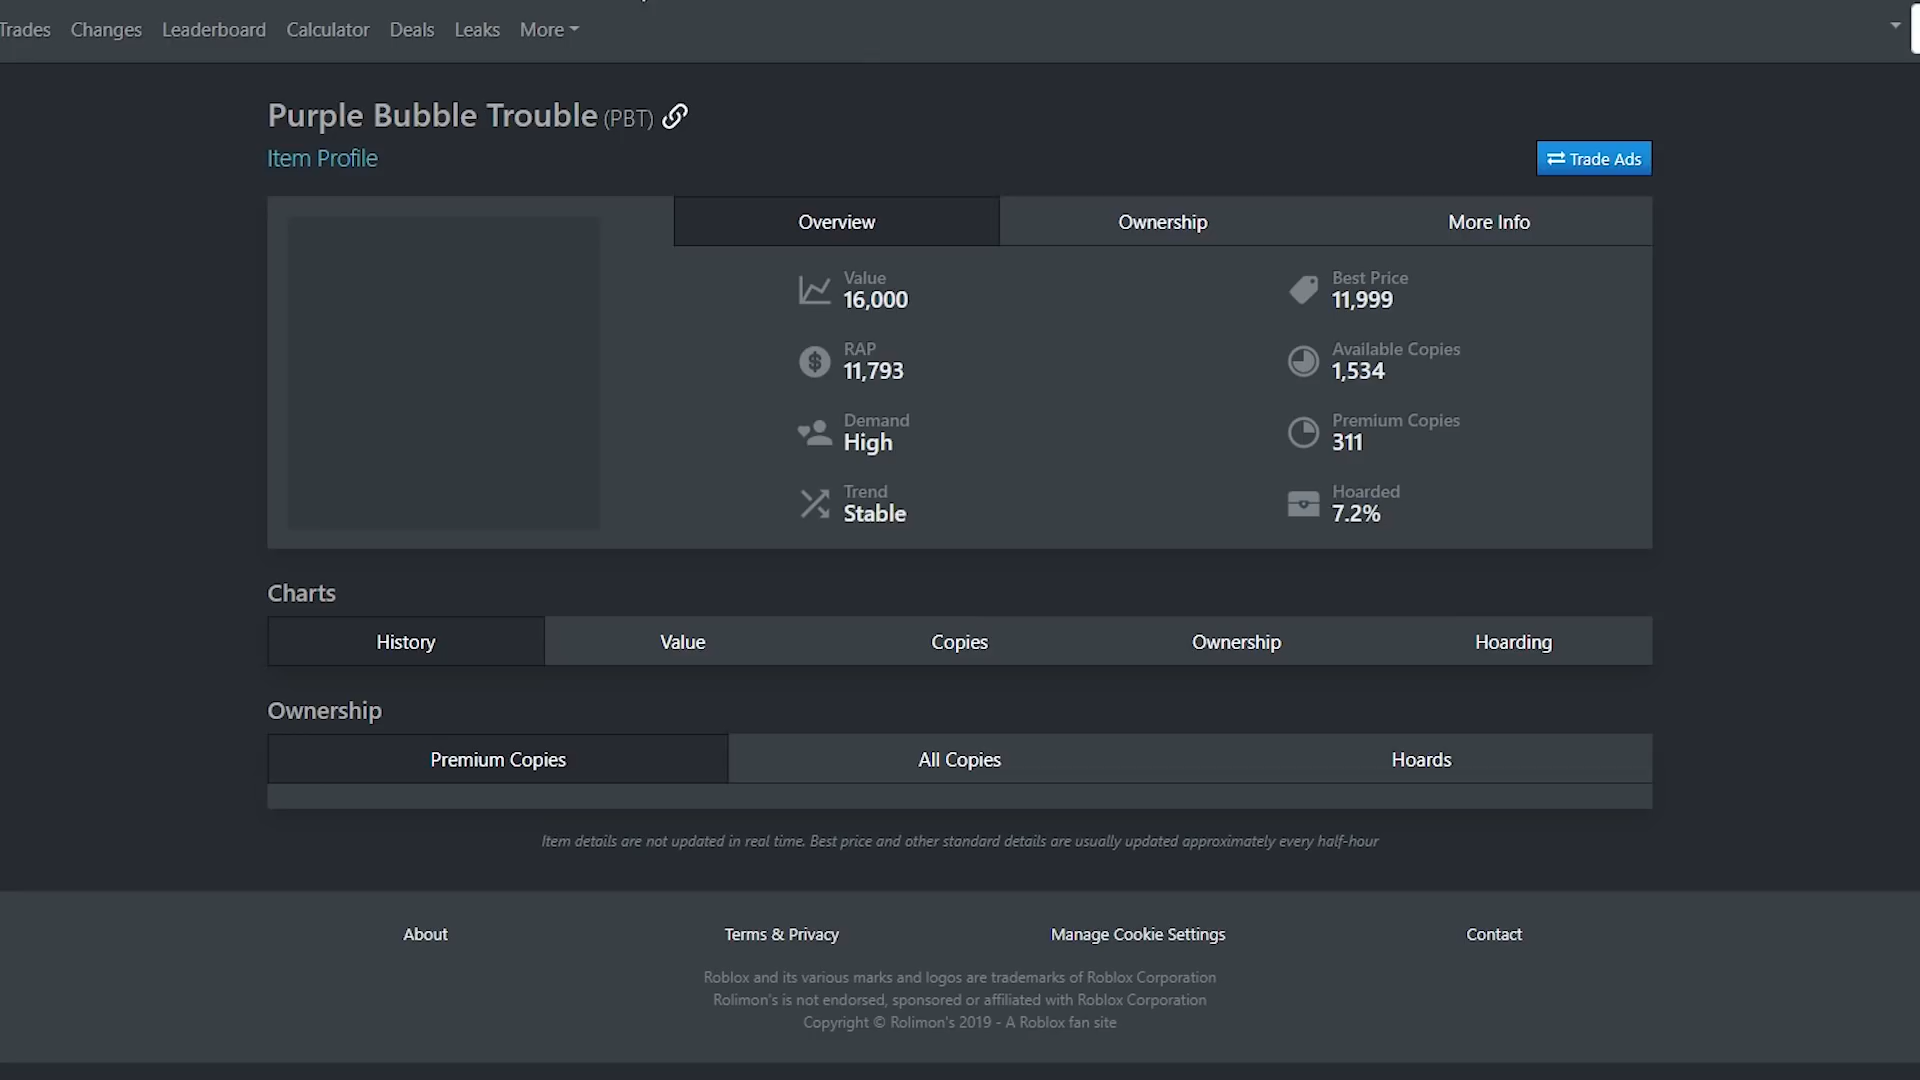 Trades Changes Leaderboard Calculator Deals Leaks More
Purple Bubble Trouble (PBT)
Item Profile
Trade Ads
Overview Ownership More Info
Value
16,000
Best Price
11,999
RAP
11,793
Available Copies
1,534
Demand
High
Premium Copies
311
Trend
Stable
Hoarded
7.2%
Charts
History Value Copies Ownership Hoarding
Ownership
Premium Copies All Copies Hoards
Item details are not updated in real time. Best price and other standard details are usually updated approximately every half-hour
About Terms & Privacy Manage Cookie Settings Contact
Roblox and its various marks and logos are trademarks of Roblox Corporation
Rolimon's is not endorsed, sponsored or affiliated with Roblox Corporation
Copyright © Rolimon's 2019 - A Roblox fan site